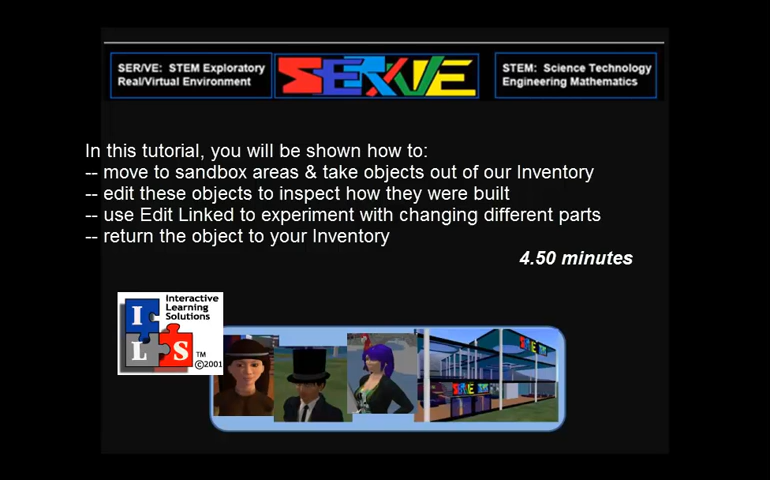 SER/VE: STEM Exploratory
Real/Virtual Environment
SER/VE
STEM: Science Technology
Engineering Mathematics
In this tutorial, you will be shown how to:
-- move to sandbox areas & take objects out of our Inventory
-- edit these objects to inspect how they were built
-- use Edit Linked to experiment with changing different parts
-- return the object to your Inventory
4.50 minutes
Interactive
Learning
Solutions
I
L S
TM
©2001
SERVE
SERVE